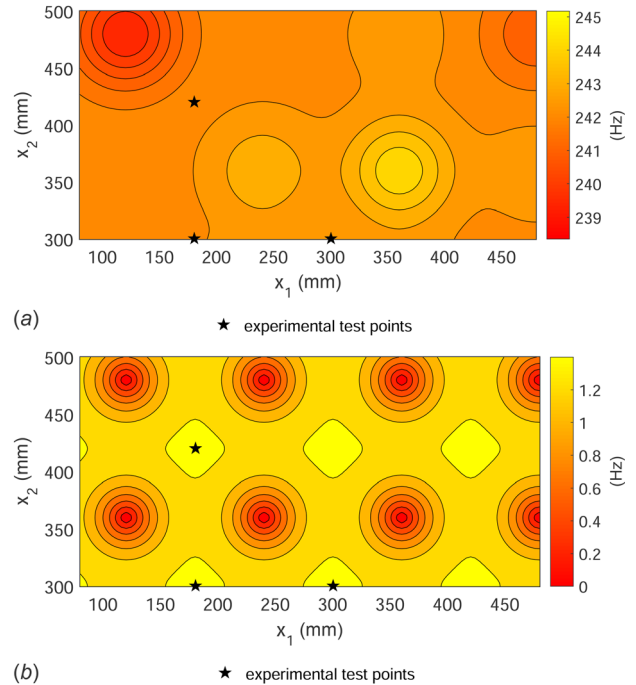 500
450
400
350
300
x2 (mm)
100 150 200 250 300 350 400 450
x1 (mm)
245
244
243
242
241
240
239
(Hz)
(a)
★ experimental test points
500
450
400
350
300
x2 (mm)
100 150 200 250 300 350 400 450
x1 (mm)
1.2
1
0.8
0.6
0.4
0.2
0
(Hz)
(b)
★ experimental test points